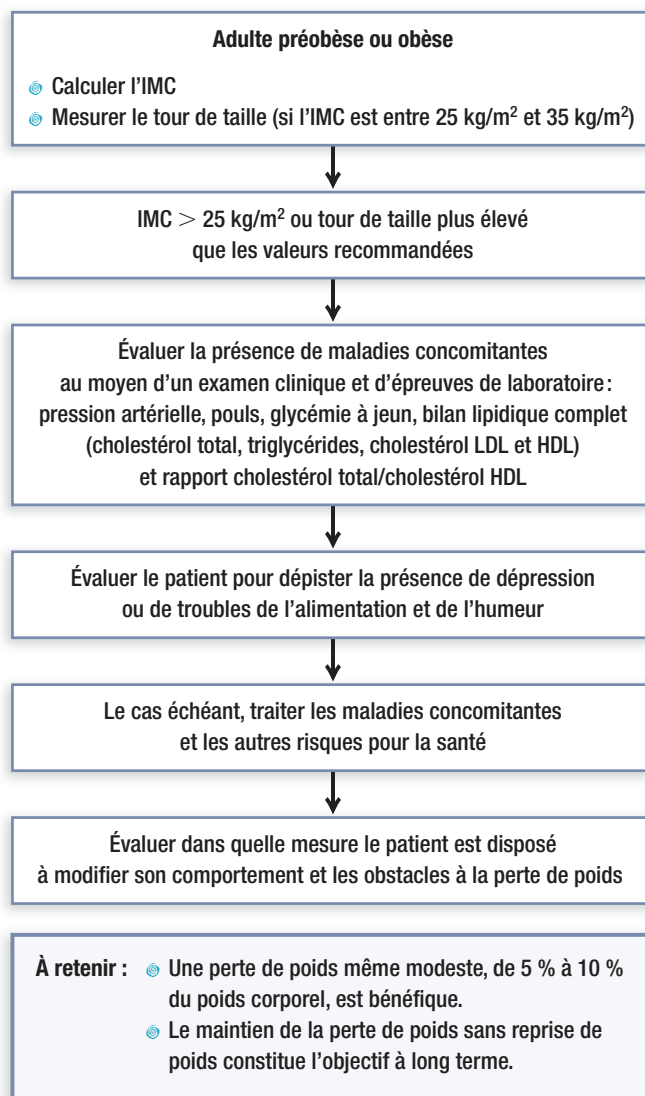 Adulte préobèse ou obèse
Calculer l’IMC
Mesurer le tour de taille (si l’IMC est entre 25 kg/m² et 35 kg/m²)
IMC > 25 kg/m² ou tour de taille plus élevé
que les valeurs recommandées
Évaluer la présence de maladies concomitantes
au moyen d’un examen clinique et d’épreuves de laboratoire :
pression artérielle, pouls, glycémie à jeun, bilan lipidique complet
(cholestérol total, triglycérides, cholestérol LDL et HDL)
et rapport cholestérol total/cholestérol HDL
Évaluer le patient pour dépister la présence de dépression
ou de troubles de l’alimentation et de l’humeur
Le cas échéant, traiter les maladies concomitantes
et les autres risques pour la santé
Évaluer dans quelle mesure le patient est disposé
à modifier son comportement et les obstacles à la perte de poids
À retenir : Une perte de poids même modeste, de 5 % à 10 %
du poids corporel, est bénéfique.
Le maintien de la perte de poids sans reprise de
poids constitue l’objectif à long terme.